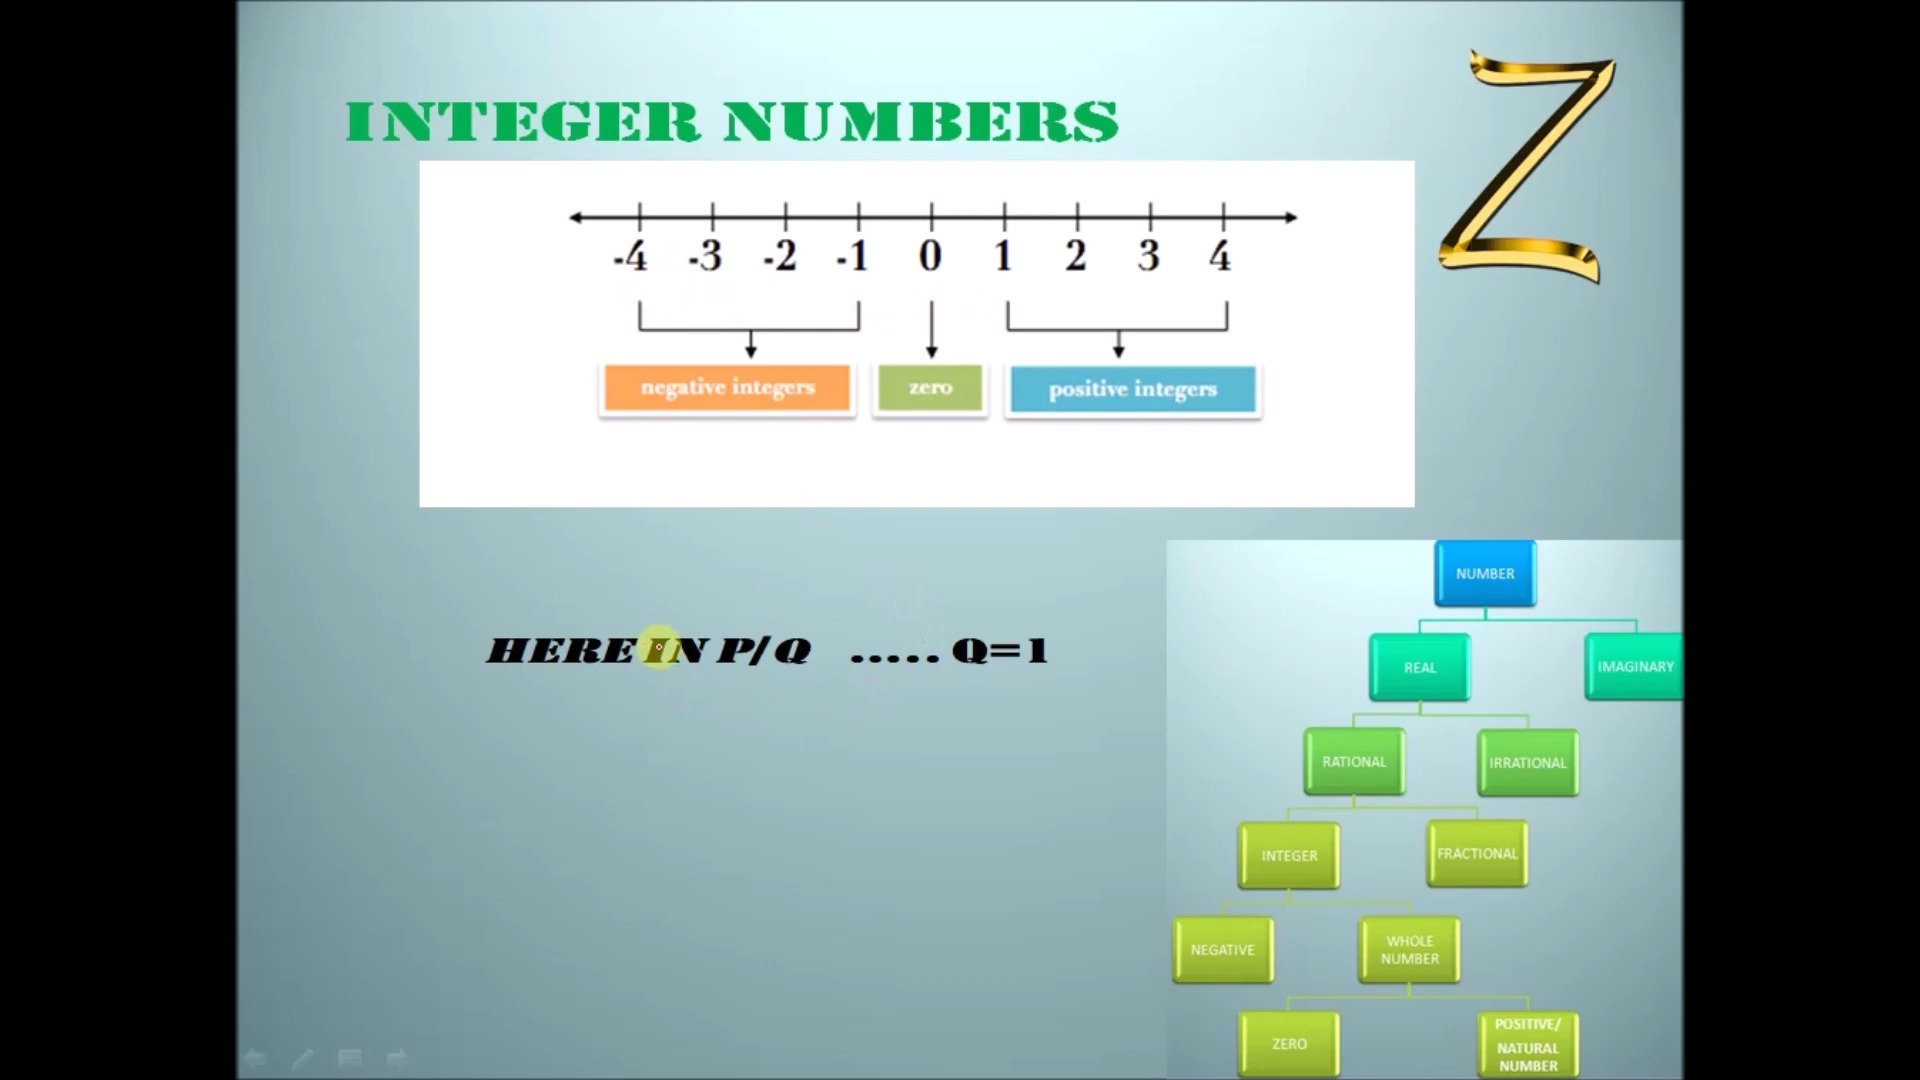 INTEGER NUMBERS
Z
-4 -3 -2 -1 0 1 2 3 4
negative integers
zero
positive integers
HERE IN P/Q ..... Q=1
NUMBER
REAL
IMAGINARY
RATIONAL
IRRATIONAL
INTEGER
FRACTIONAL
NEGATIVE
WHOLE
NUMBER
ZERO
POSITIVE/
NATURAL
NUMBER